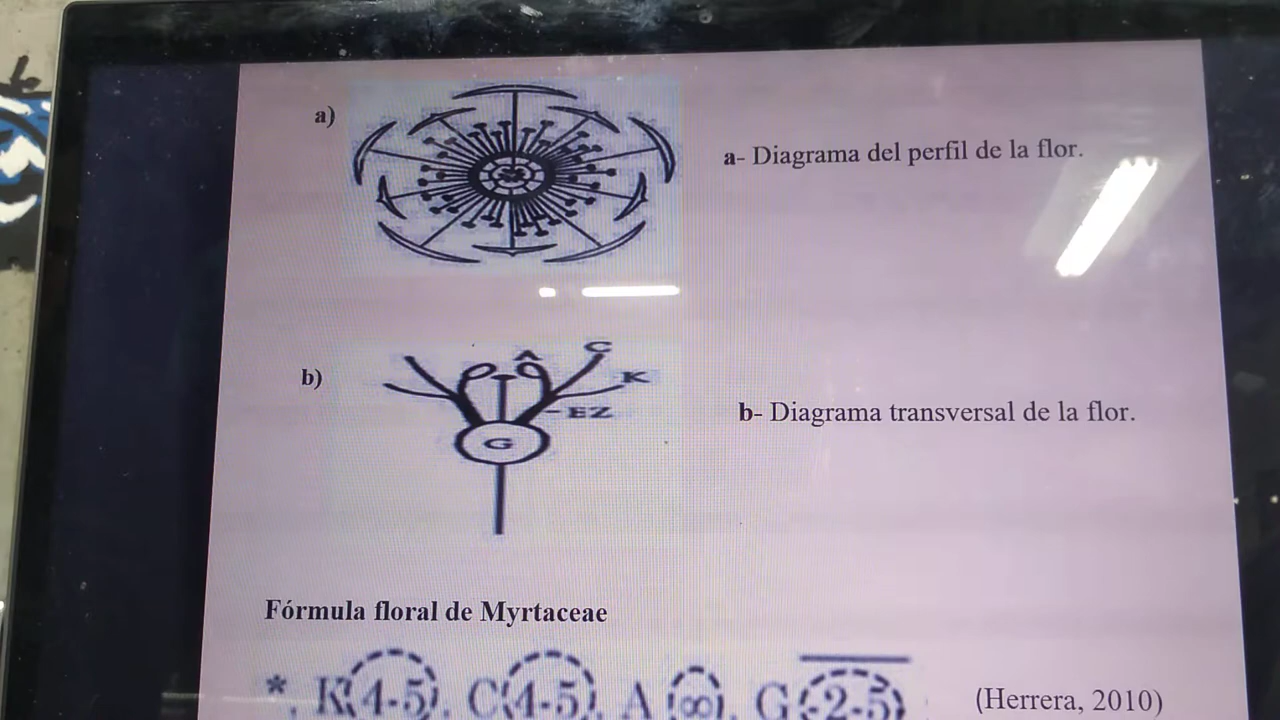 a)
a- Diagrama del perfil de la flor.
b)
C
Â
K
EZ
G
b- Diagrama transversal de la flor.
Fórmula floral de Myrtaceae
*. K(4-5), C(4-5), A(∞), G(2-5) (Herrera, 2010)